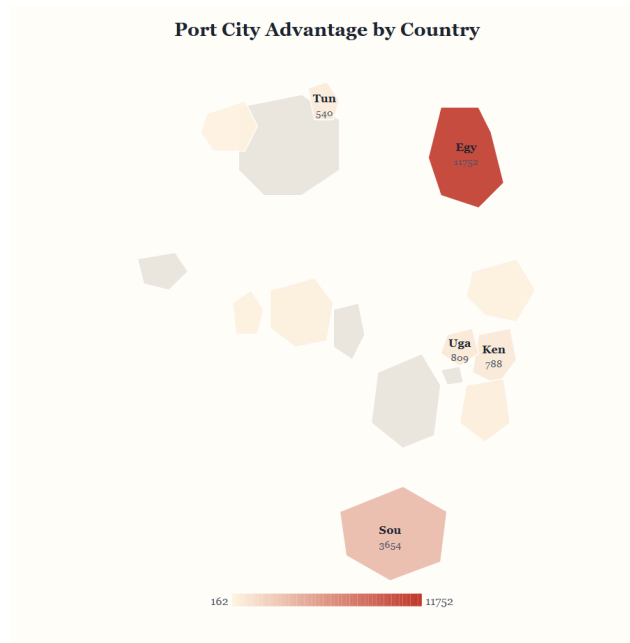 Port City Advantage by Country
Tun
540
Egy
11752
Uga
809
Ken
788
Sou
3654
162
11752